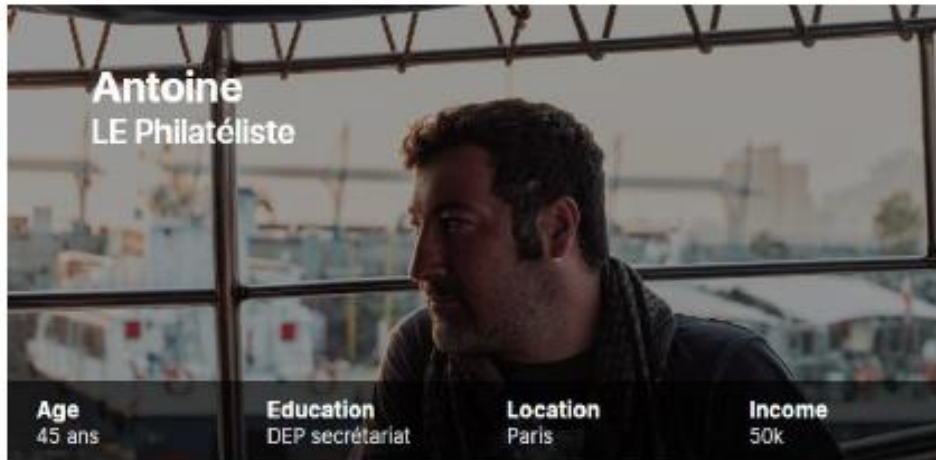 Antoine
LE Philatéliste
Age
45 ans
Education
DEP secrétariat
Location
Paris
Income
50k